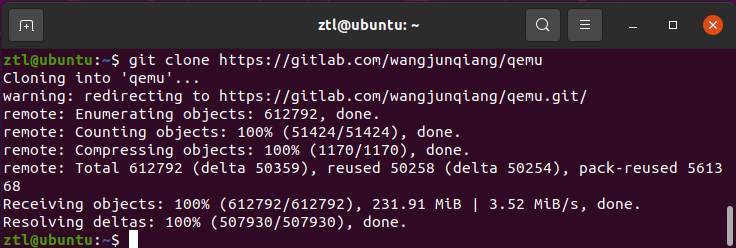 ztl@ubuntu: ~
ztl@ubuntu:~$ git clone https://gitlab.com/wangjunqiang/qemu
Cloning into 'qemu'...
warning: redirecting to https://gitlab.com/wangjunqiang/qemu.git/
remote: Enumerating objects: 612792, done.
remote: Counting objects: 100% (51424/51424), done.
remote: Compressing objects: 100% (1170/1170), done.
remote: Total 612792 (delta 50359), reused 50258 (delta 50254), pack-reused 5613
68
Receiving objects: 100% (612792/612792), 231.91 MiB | 3.52 MiB/s, done.
Resolving deltas: 100% (507930/507930), done.
ztl@ubuntu:~$